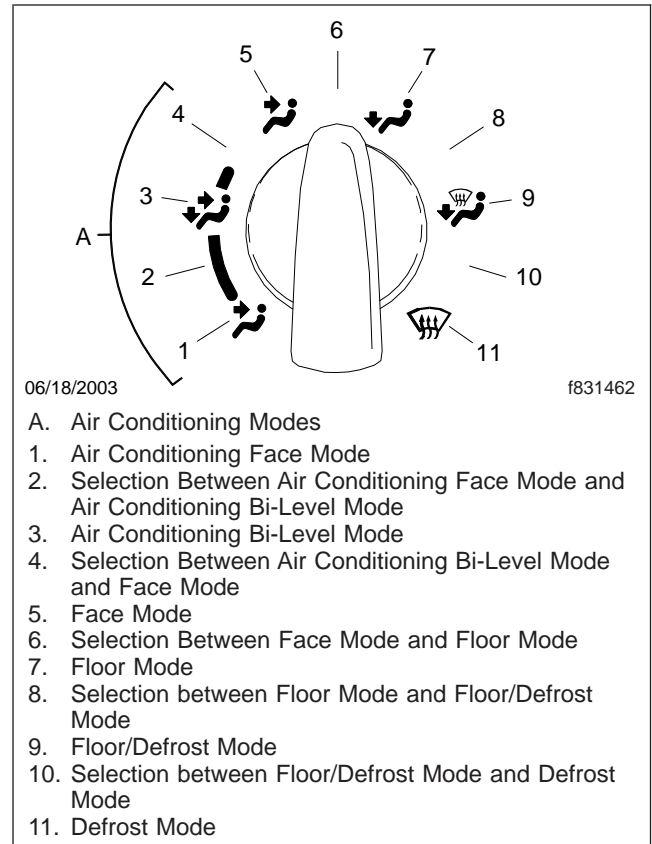 6
5
7
4
8
3
9
A
2
10
1
11
06/18/2003
f831462
A. Air Conditioning Modes
1. Air Conditioning Face Mode
2. Selection Between Air Conditioning Face Mode and
Air Conditioning Bi-Level Mode
3. Air Conditioning Bi-Level Mode
4. Selection Between Air Conditioning Bi-Level Mode
and Face Mode
5. Face Mode
6. Selection Between Face Mode and Floor Mode
7. Floor Mode
8. Selection between Floor Mode and Floor/Defrost
Mode
9. Floor/Defrost Mode
10. Selection between Floor/Defrost Mode and Defrost
Mode
11. Defrost Mode